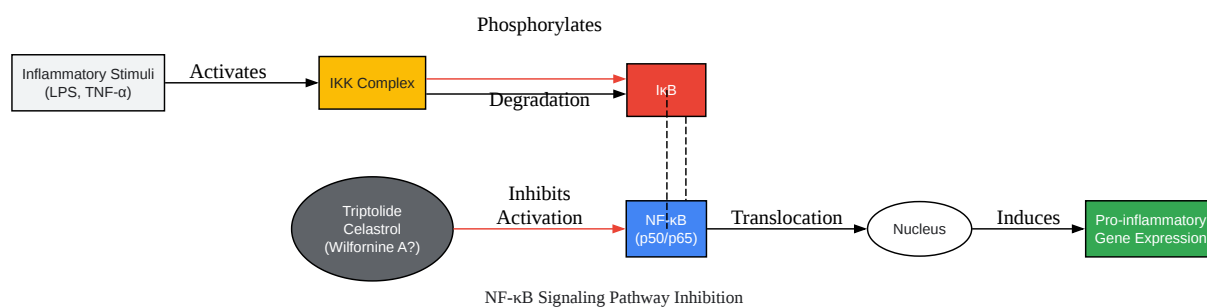 Phosphorylates
Inflammatory Stimuli
(LPS, TNF-α)
Activates
IKK Complex
Degradation
IκB
Triptolide
Celastrol
(Wilfornine A?)
Inhibits
Activation
NF-κB
(p50/p65)
Translocation
Nucleus
Induces
Pro-inflammatory
Gene Expression
NF-κB Signaling Pathway Inhibition